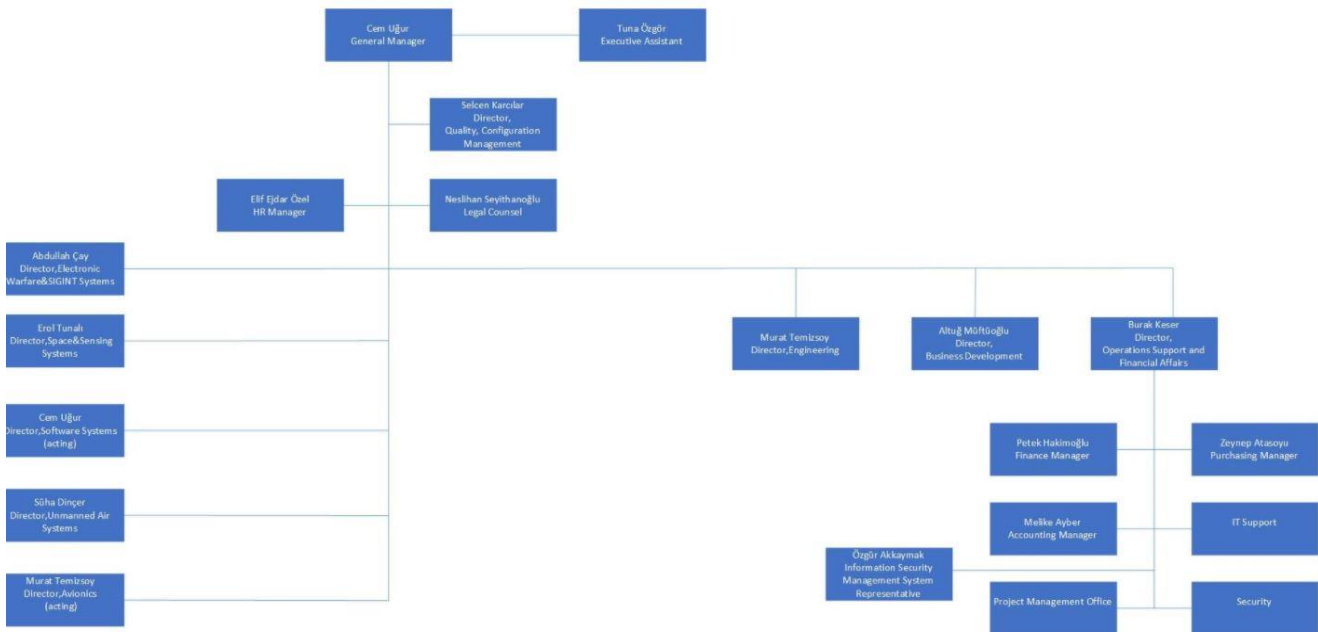 Cem Uğur
General Manager
Tuna Özgör
Executive Assistant
Selcen Karcılar
Director,
Quality, Configuration
Management
Elif Ejdar Özel
HR Manager
Neslihan Seyithanoğlu
Legal Counsel
Abdullah Çay
Director,Electronic
Warfare&SIGINT Systems
Erol Tunalı
Director,Space&Sensing
Systems
Cem Uğur
Director,Software Systems
(acting)
Süha Dinçer
Director,Unmanned Air
Systems
Murat Temizsoy
Director,Avionics
(acting)
Murat Temizsoy
Director,Engineering
Altuğ Müftüoğlu
Director,
Business Development
Burak Keser
Director,
Operations Support and
Financial Affairs
Petek Hakimoğlu
Finance Manager
Zeynep Atasoyu
Purchasing Manager
Melike Ayber
Accounting Manager
IT Support
Özgür Akkaymak
Information Security
Management System
Representative
Project Management Office
Security